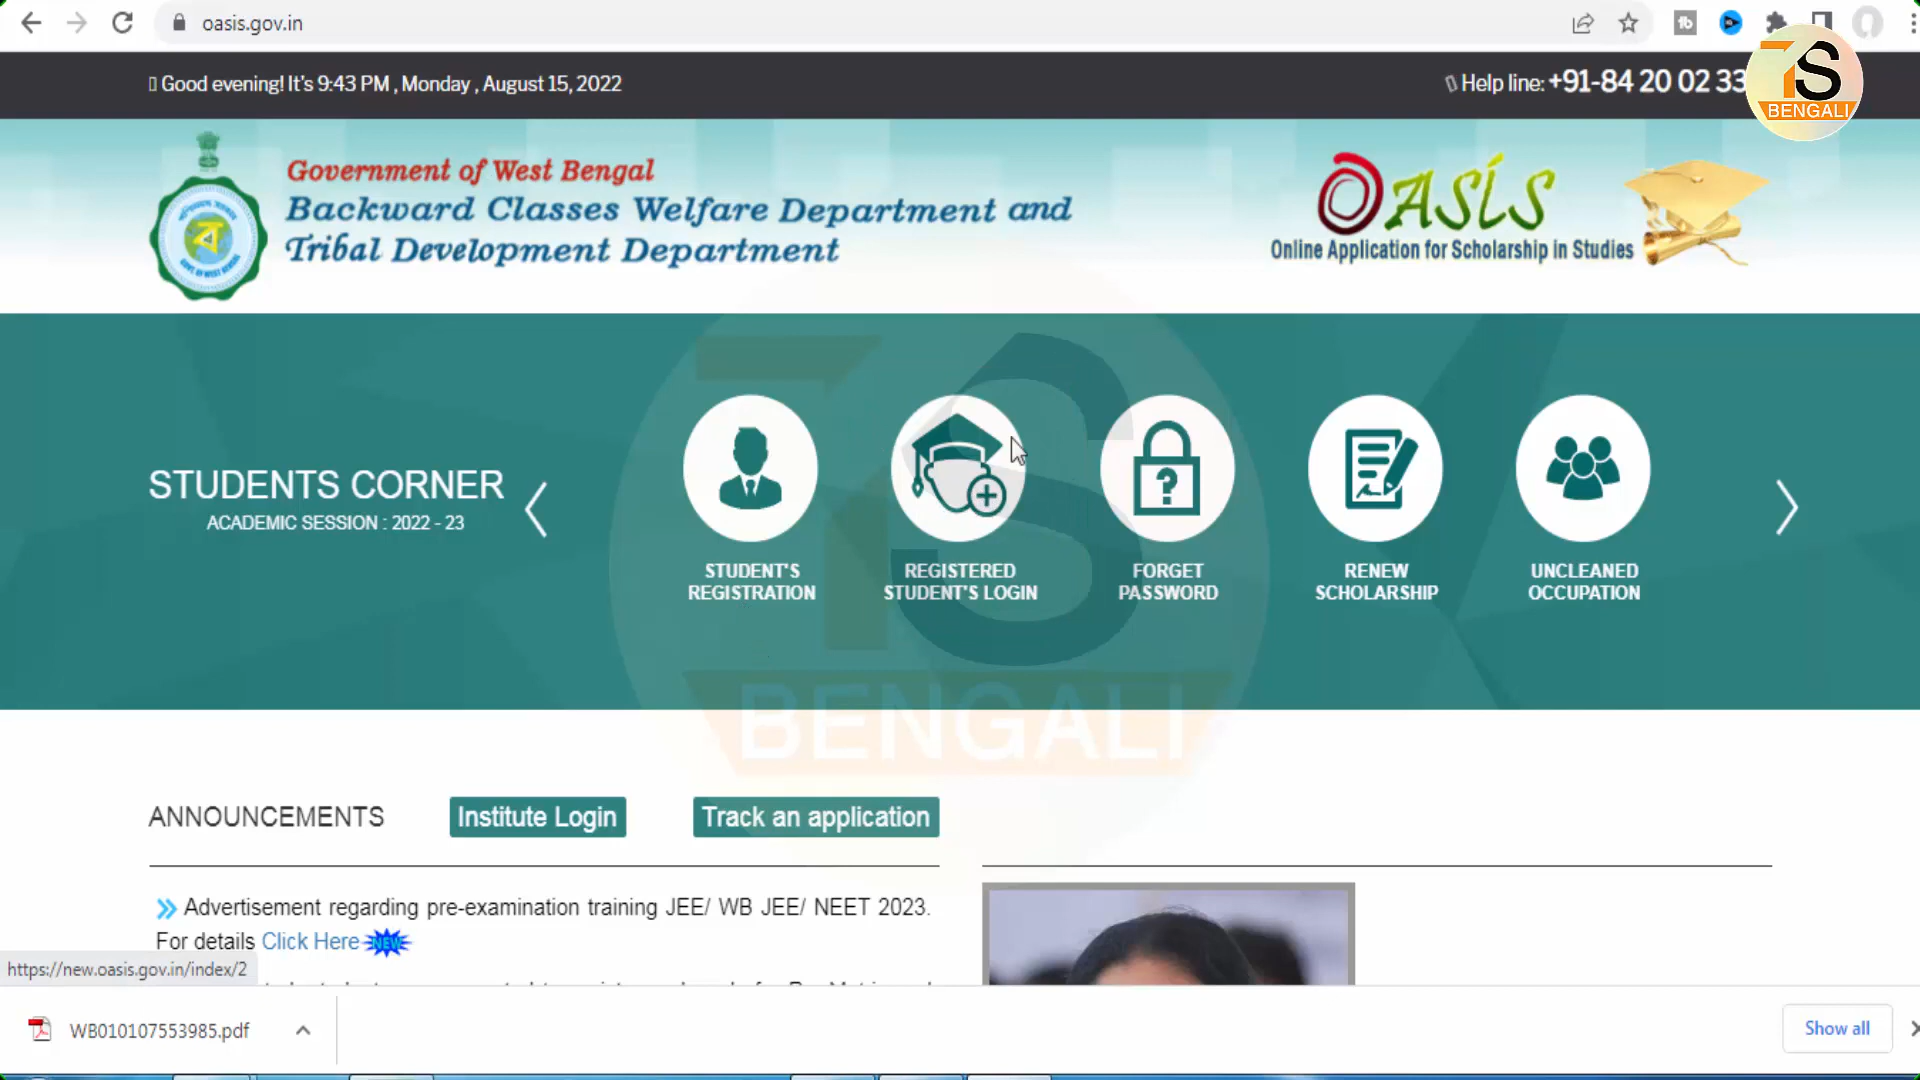 oasis.gov.in
Good evening! It's 9:43 PM , Monday , August 15, 2022
Help line: +91-84 20 02 33
S
BENGALI
Government of West Bengal
Backward Classes Welfare Department and
Tribal Development Department
OASIS
Online Application for Scholarship in Studies
STUDENTS CORNER
ACADEMIC SESSION : 2022 - 23
STUDENT'S
REGISTRATION
REGISTERED
STUDENT'S LOGIN
FORGET
PASSWORD
RENEW
SCHOLARSHIP
UNCLEANED
OCCUPATION
S
BENGALI
ANNOUNCEMENTS
Institute Login
Track an application
Advertisement regarding pre-examination training JEE/ WB JEE/ NEET 2023.
For details Click Here NEW
https://new.oasis.gov.in/index/2
WB010107553985.pdf
Show all